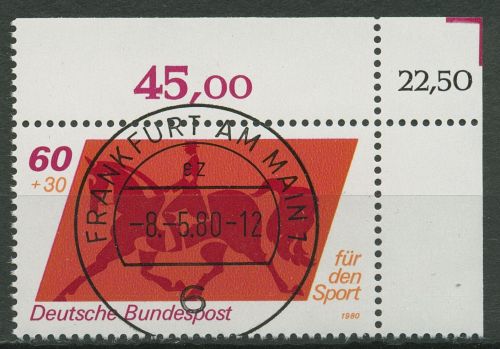 45,00
22,50
60
+ 30
FRANKFURT AM MAIN 1
ez
-8.-5.80-12
6
für
den
Sport
Deutsche Bundespost
1980